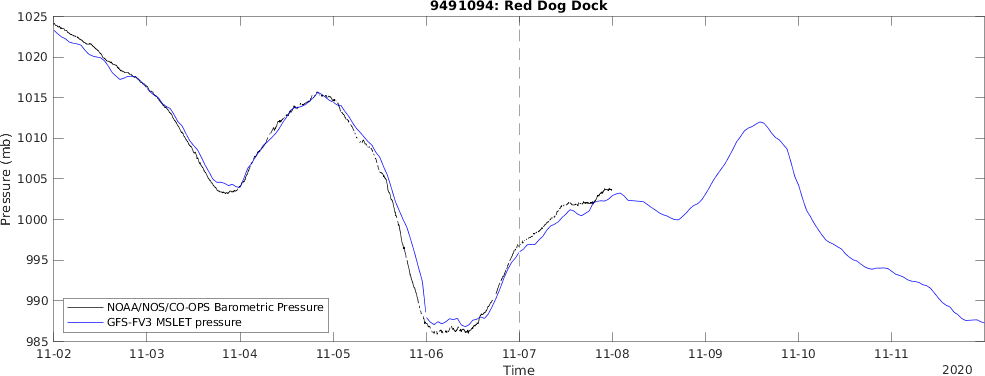 9491094: Red Dog Dock
Pressure (mb)
1025
1020
1015
1010
1005
1000
995
990
985
NOAA/NOS/CO-OPS Barometric Pressure
GFS-FV3 MSLET pressure
11-02 11-03 11-04 11-05 11-06 11-07 11-08 11-09 11-10 11-11
Time
2020